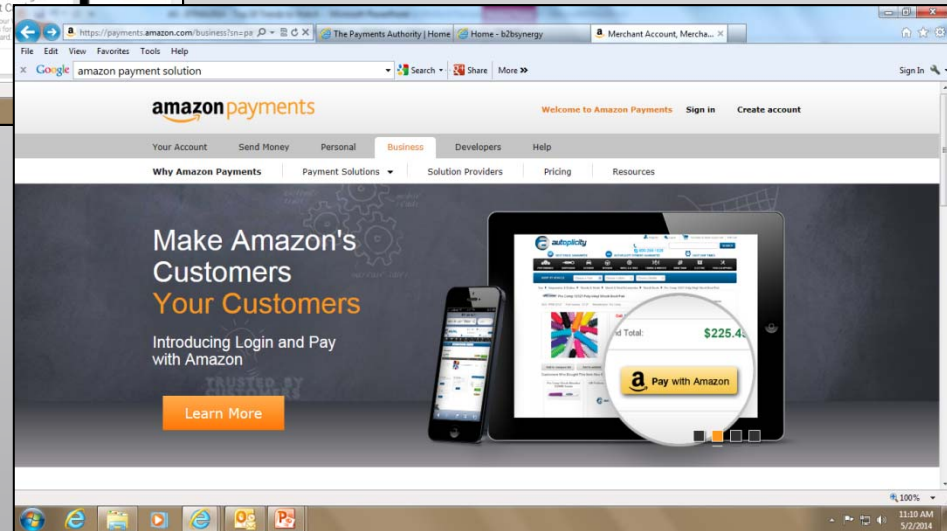 https://payments.amazon.com/business?sn=pa
The Payments Authority | Home
Home - b2bsynergy
Merchant Account, Mercha...
File Edit View Favorites Tools Help
x Google amazon payment solution Search Share More »
Sign In
amazon payments
Welcome to Amazon Payments Sign in Create account
Your Account Send Money Personal Business Developers Help
Why Amazon Payments Payment Solutions Solution Providers Pricing Resources
Make Amazon's
Customers
Your Customers
Introducing Login and Pay
with Amazon
TRUSTED BY
CUSTOMERS
Learn More
autoplicity
d Total: $225.4
a Pay with Amazon
100%
11:10 AM
5/2/2014